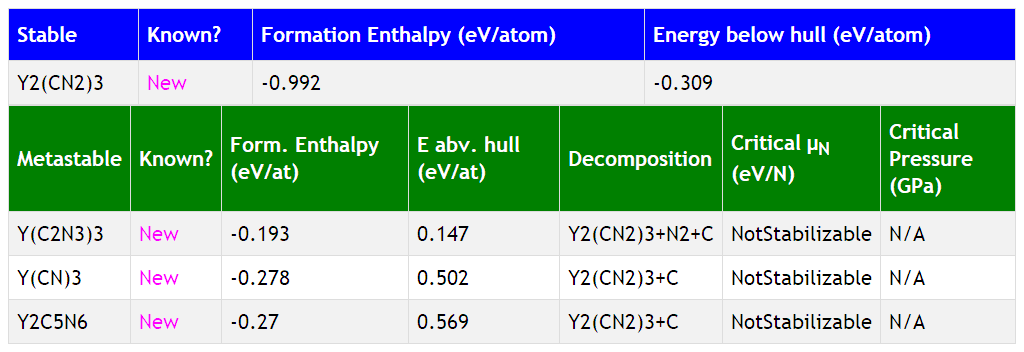 Stable Known? Formation Enthalpy (eV/atom) Energy below hull (eV/atom)
Y2(CN2)3 New -0.992 -0.309
Metastable Known? Form. Enthalpy (eV/at) E abv. hull (eV/at) Decomposition Critical μN (eV/N) Critical Pressure (GPa)
Y(C2N3)3 New -0.193 0.147 Y2(CN2)3+N2+C NotStabilizable N/A
Y(CN)3 New -0.278 0.502 Y2(CN2)3+C NotStabilizable N/A
Y2C5N6 New -0.27 0.569 Y2(CN2)3+C NotStabilizable N/A